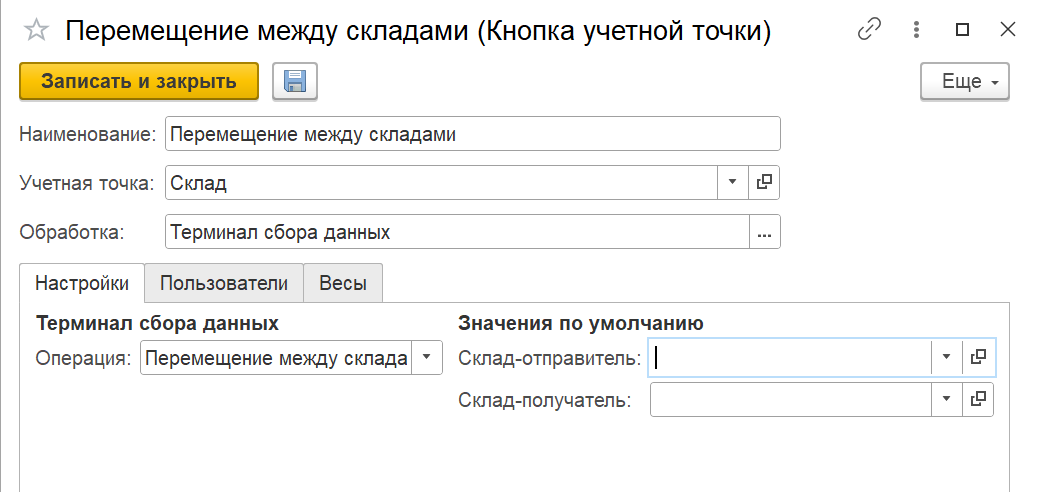 Перемещение между складами (Кнопка учетной точки)
Записать и закрыть
Еще
Наименование: Перемещение между складами
Учетная точка: Склад
Обработка: Терминал сбора данных ...
Настройки Пользователи Весы
Терминал сбора данных Значения по умолчанию
Операция: Перемещение между склада Склад-отправитель:
Склад-получатель: